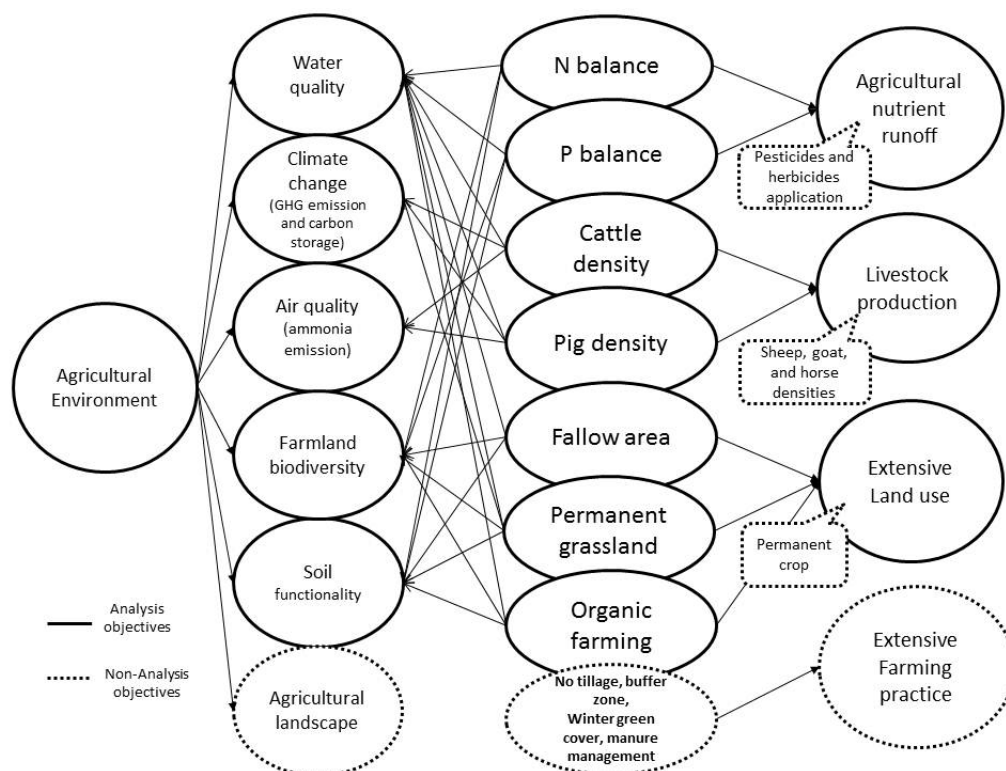 Water
quality
Climate
change
(GHG emission
and carbon
storage)
Air quality
(ammonia
emission)
Agricultural
Environment
Farmland
biodiversity
Soil
functionality
Agricultural
landscape
Analysis
objectives
Non-Analysis
objectives
N balance
P balance
Cattle
density
Pig density
Fallow area
Permanent
grassland
Organic
farming
No tillage, buffer
zone,
Winter green
cover, manure
management
Agricultural
nutrient
runoff
Pesticides and
herbicides
application
Livestock
production
Sheep, goat,
and horse
densities
Extensive
Land use
Permanent
crop
Extensive
Farming
practice